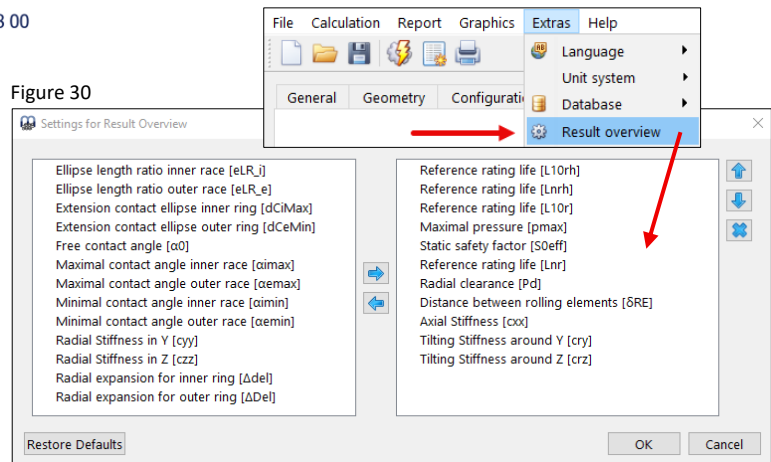 3 00
File Calculation Report Graphics Extras Help
Language
Unit system
Database
Result overview
General Geometry Configurati
Figure 30
Settings for Result Overview
Ellipse length ratio inner race [eLR_i]
Ellipse length ratio outer race [eLR_e]
Extension contact ellipse inner ring [dCiMax]
Extension contact ellipse outer ring [dCeMin]
Free contact angle [α0]
Maximal contact angle inner race [αimax]
Maximal contact angle outer race [αemax]
Minimal contact angle inner race [αimin]
Minimal contact angle outer race [αemin]
Radial Stiffness in Y [cyy]
Radial Stiffness in Z [czz]
Radial expansion for inner ring [Δdel]
Radial expansion for outer ring [ΔDel]
Reference rating life [L10rh]
Reference rating life [Lnrh]
Reference rating life [L10r]
Maximal pressure [pmax]
Static safety factor [S0eff]
Reference rating life [Lnr]
Radial clearance [Pd]
Distance between rolling elements [δRE]
Axial Stiffness [cxx]
Tilting Stiffness around Y [cry]
Tilting Stiffness around Z [crz]
Restore Defaults
OK
Cancel